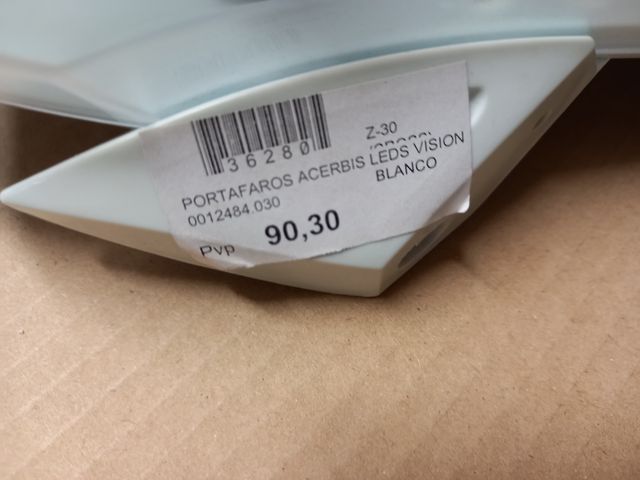 Z-30
36280
PORTAFAROS ACERBIS LEDS VISION
0012484.030
BLANCO
Pvp 90,30